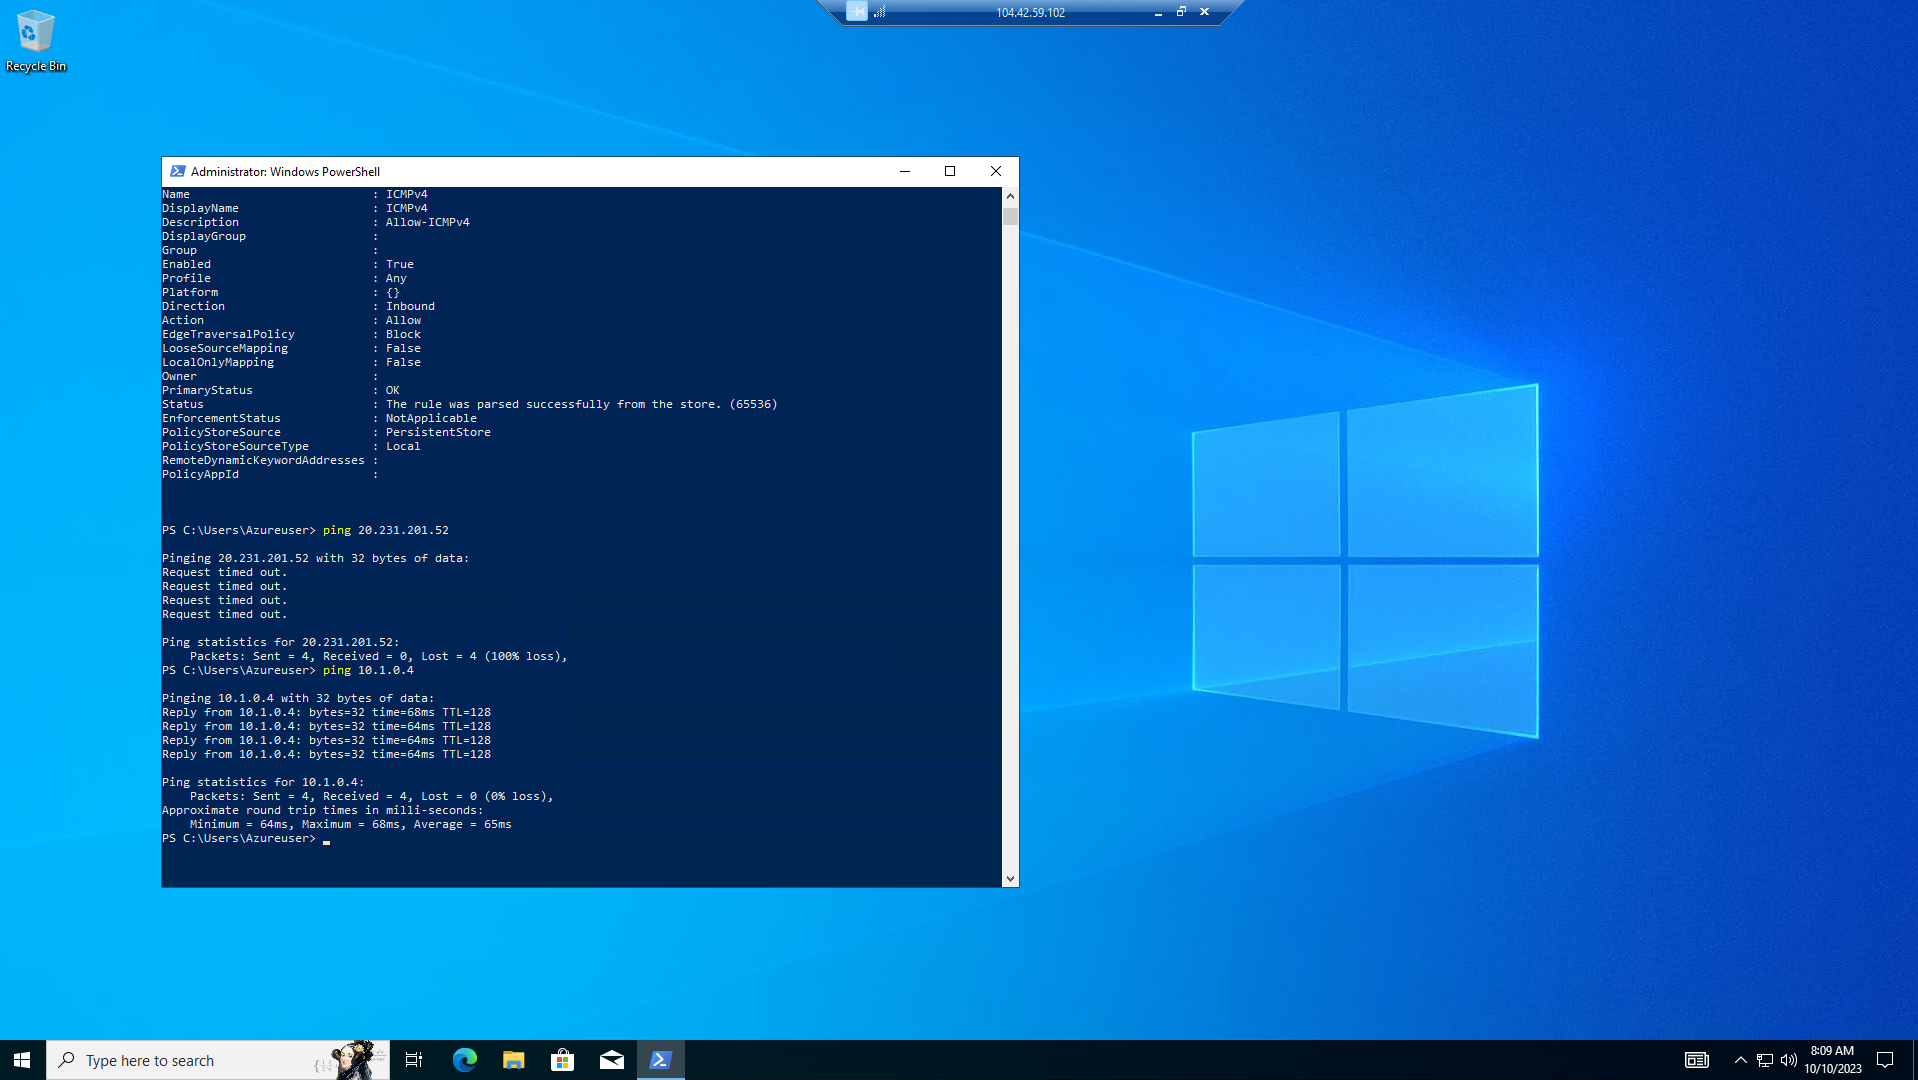 104.42.59.102
Recycle Bin
Administrator: Windows PowerShell
Name : ICMPv4
DisplayName : ICMPv4
Description : Allow-ICMPv4
DisplayGroup :
Group :
Enabled : True
Profile : Any
Platform : {}
Direction : Inbound
Action : Allow
EdgeTraversalPolicy : Block
LooseSourceMapping : False
LocalOnlyMapping : False
Owner :
PrimaryStatus : OK
Status : The rule was parsed successfully from the store. (65536)
EnforcementStatus : NotApplicable
PolicyStoreSource : PersistentStore
PolicyStoreSourceType : Local
RemoteDynamicKeywordAddresses :
PolicyAppId :
PS C:\Users\Azureuser> ping 20.231.201.52
Pinging 20.231.201.52 with 32 bytes of data:
Request timed out.
Request timed out.
Request timed out.
Request timed out.
Ping statistics for 20.231.201.52:
Packets: Sent = 4, Received = 0, Lost = 4 (100% loss),
PS C:\Users\Azureuser> ping 10.1.0.4
Pinging 10.1.0.4 with 32 bytes of data:
Reply from 10.1.0.4: bytes=32 time=68ms TTL=128
Reply from 10.1.0.4: bytes=32 time=64ms TTL=128
Reply from 10.1.0.4: bytes=32 time=64ms TTL=128
Reply from 10.1.0.4: bytes=32 time=64ms TTL=128
Ping statistics for 10.1.0.4:
Packets: Sent = 4, Received = 4, Lost = 0 (0% loss),
Approximate round trip times in milli-seconds:
Minimum = 64ms, Maximum = 68ms, Average = 65ms
PS C:\Users\Azureuser>
Type here to search
8:09 AM
10/10/2023